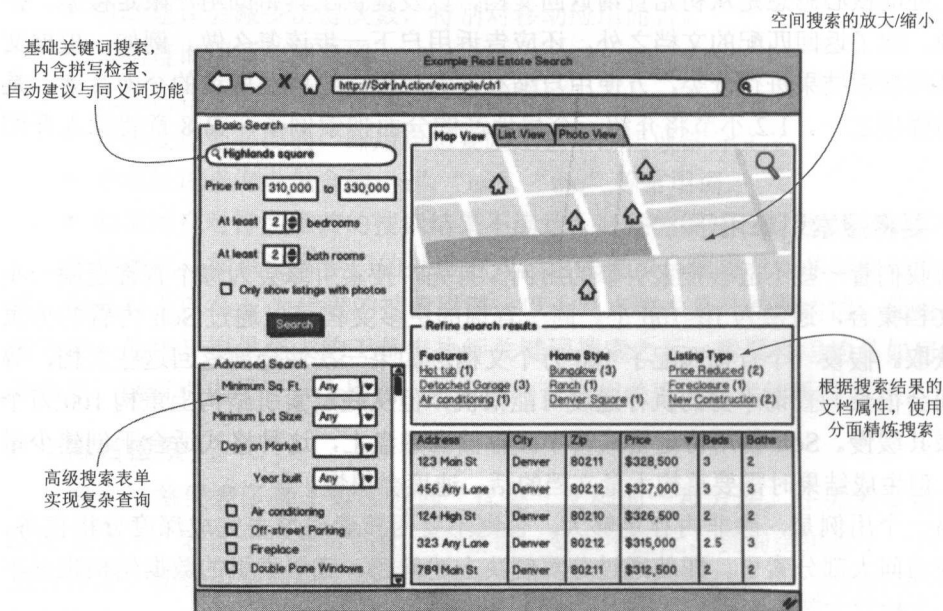 空间搜索的放大/缩小
基础关键词搜索，
内含拼写检查、
自动建议与同义词功能
Example Real Estate Search
http://SolrInAction/example/ch1
Basic Search
Highlands square
Price from 310,000 to 330,000
At least 2 bedrooms
At least 2 bath rooms
Only show listings with photos
Search
Map View List View Photo View
Refine search results
Features Home Style Listing Type
Hot tub (1) Bungalow (3) Price Reduced (2)
Detached Garage (3) Ranch (1) Foreclosure (1)
Air conditioning (1) Denver Square (1) New Construction (2)
根据搜索结果的
文档属性，使用
分面精炼搜索
Advanced Search
Minimum Sq. Ft. Any
Minimum Lot Size Any
Days on Market
Year built Any
Air conditioning
Off-street Parking
Fireplace
Double Pane Windows
高级搜索表单
实现复杂查询
Address City Zip Price Beds Baths
123 Main St Denver 80211 $328,500 3 2
456 Any Lane Denver 80212 $327,000 3 3
124 High St Denver 80210 $326,500 2 2
323 Any Lane Denver 80212 $315,000 2.5 3
789 Main St Denver 80211 $312,500 2 2